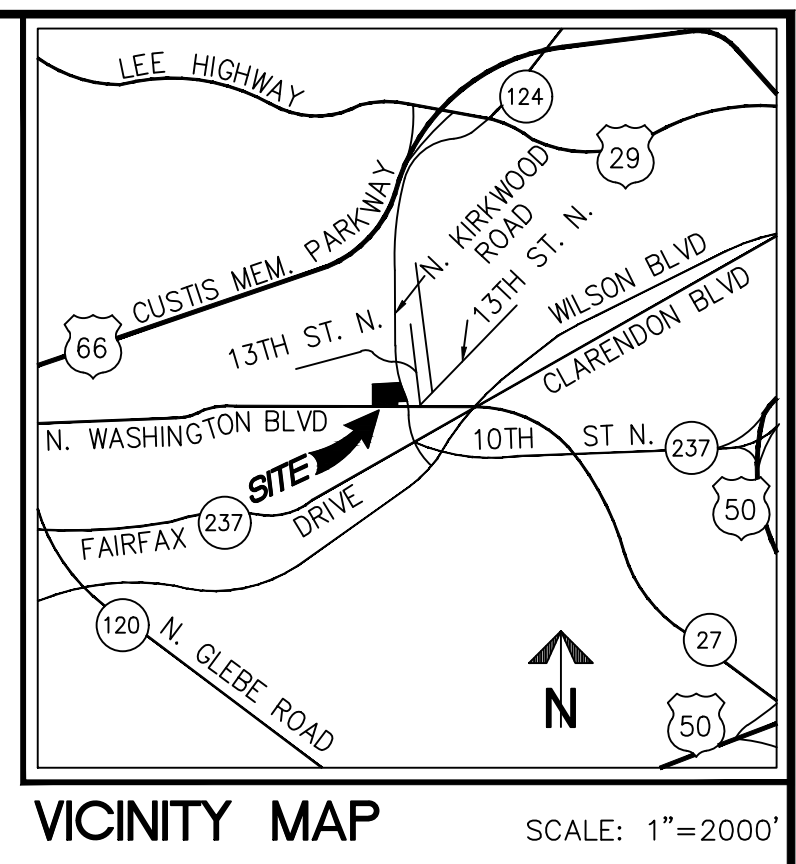 LEE HIGHWAY
124
29
N. KIRKWOOD
ROAD
CUSTIS MEM. PARKWAY
13TH ST. N.
WILSON BLVD
CLARENDON BLVD
66
13TH ST. N.
N. WASHINGTON BLVD
10TH ST N.
237
SITE
50
237
FAIRFAX DRIVE
120
N. GLEBE ROAD
27
N
50
VICINITY MAP
SCALE: 1"=2000'